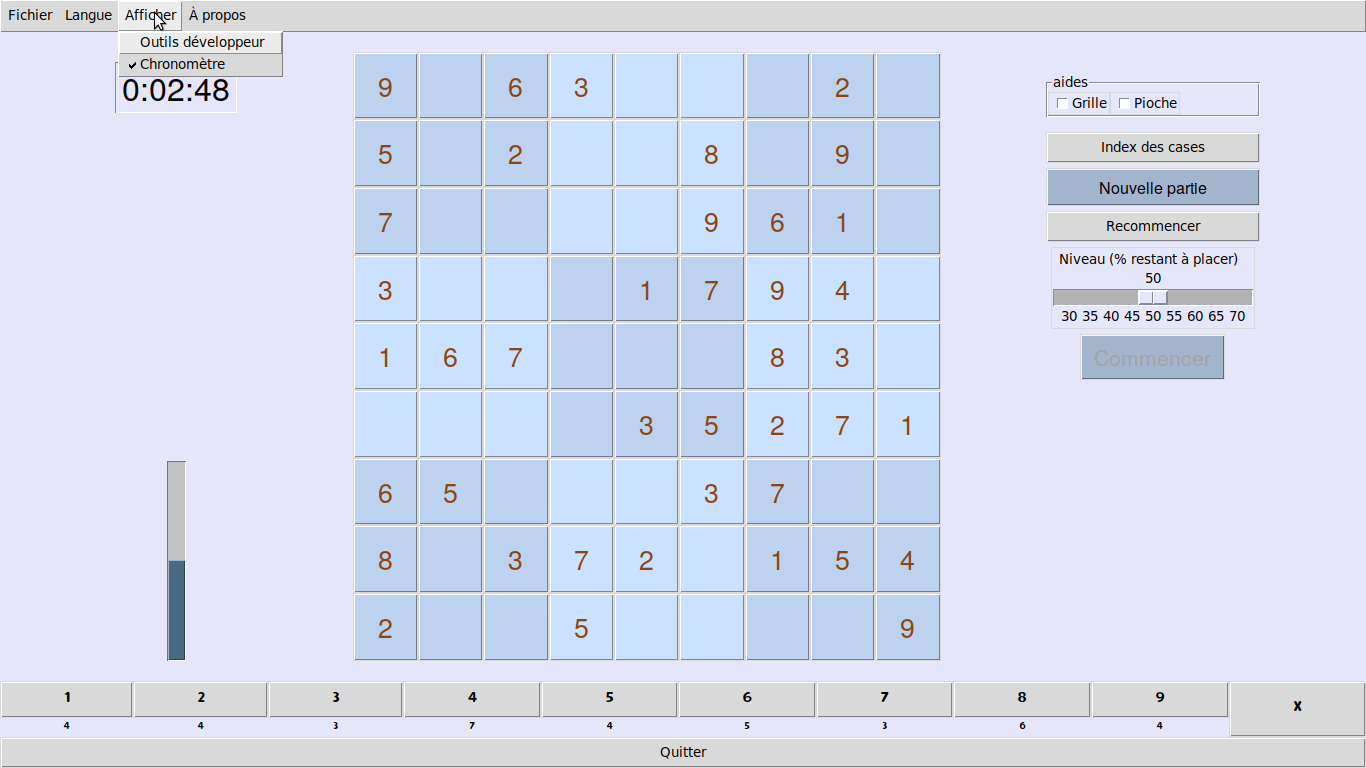 Fichier Langue Afficher À propos
Outils développeur
✔ Chronomètre
0:02:48
9 6 3 2
5 2 8 9
7 9 6 1
3 1 7 9 4
1 6 7 8 3
3 5 2 7 1
6 5 3 7
8 3 7 2 1 5 4
2 5 9
aides
Grille Pioche
Index des cases
Nouvelle partie
Recommencer
Niveau (% restant à placer)
50
30 35 40 45 50 55 60 65 70
Commencer
1 2 3 4 5 6 7 8 9 x
4 4 3 7 4 5 3 6 4
Quitter